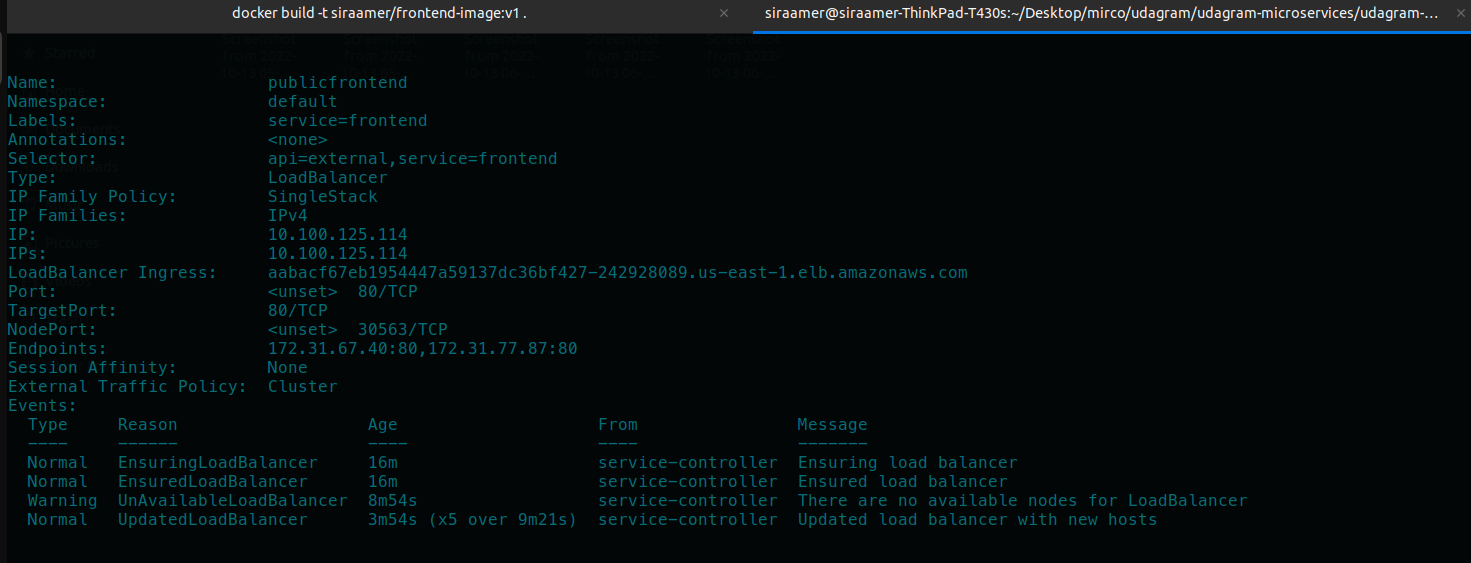 docker build -t siraamer/frontend-image:v1 .
siraamer@siraamer-ThinkPad-T430s:~/Desktop/mirco/udagram/udagram-microservices/udagram-...
Starred
Screenshot from 2022-
Name: publicfrontend
Namespace: default
Labels: service=frontend
Annotations: <none>
Selector: api=external,service=frontend
Type: LoadBalancer
IP Family Policy: SingleStack
IP Families: IPv4
IP: 10.100.125.114
Pictures
IPs: 10.100.125.114
LoadBalancer Ingress: aabacf67eb1954447a59137dc36bf427-242928089.us-east-1.elb.amazonaws.com
Port: <unset> 80/TCP
TargetPort: 80/TCP
NodePort: <unset> 30563/TCP
Endpoints: 172.31.67.40:80,172.31.77.87:80
Session Affinity: None
External Traffic Policy: Cluster
Events:
Type Reason Age From Message
---- ------ ---- ---- -------
Normal EnsuringLoadBalancer 16m service-controller Ensuring load balancer
Normal EnsuredLoadBalancer 16m service-controller Ensured load balancer
Warning UnAvailableLoadBalancer 8m54s service-controller There are no available nodes for LoadBalancer
Normal UpdatedLoadBalancer 3m54s (x5 over 9m21s) service-controller Updated load balancer with new hosts